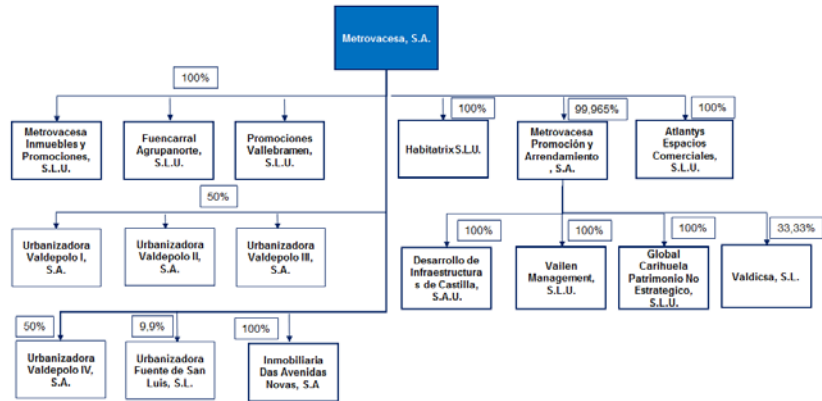 Metrovacesa, S.A.
100%
100%
99,965%
100%
Metrovacesa
Inmuebles y
Promociones,
S.L.U.
Fuencarral
Agrupanorte,
S.L.U.
Promociones
Vallebramen,
S.L.U.
Habitatrix S.L.U.
Metrovacesa
Promoción y
Arrendamiento
, S.A.
Atlantys
Espacios
Comerciales,
S.L.U.
50%
Urbanizadora
Valdepolo I,
S.A.
Urbanizadora
Valdepolo II,
S.A.
Urbanizadora
Valdepolo III,
S.A.
100%
100%
100%
33,33%
Desarrollo de
Infraestructura
s de Castilla,
S.A.U.
Vailen
Management,
S.L.U.
Global
Carihuela
Patrimonio No
Estrategico,
S.L.U.
Valdicsa, S.L.
50%
9,9%
100%
Urbanizadora
Valdepolo IV,
S.A.
Urbanizadora
Fuente de San
Luis, S.L.
Inmobiliaria
Das Avenidas
Novas, S.A